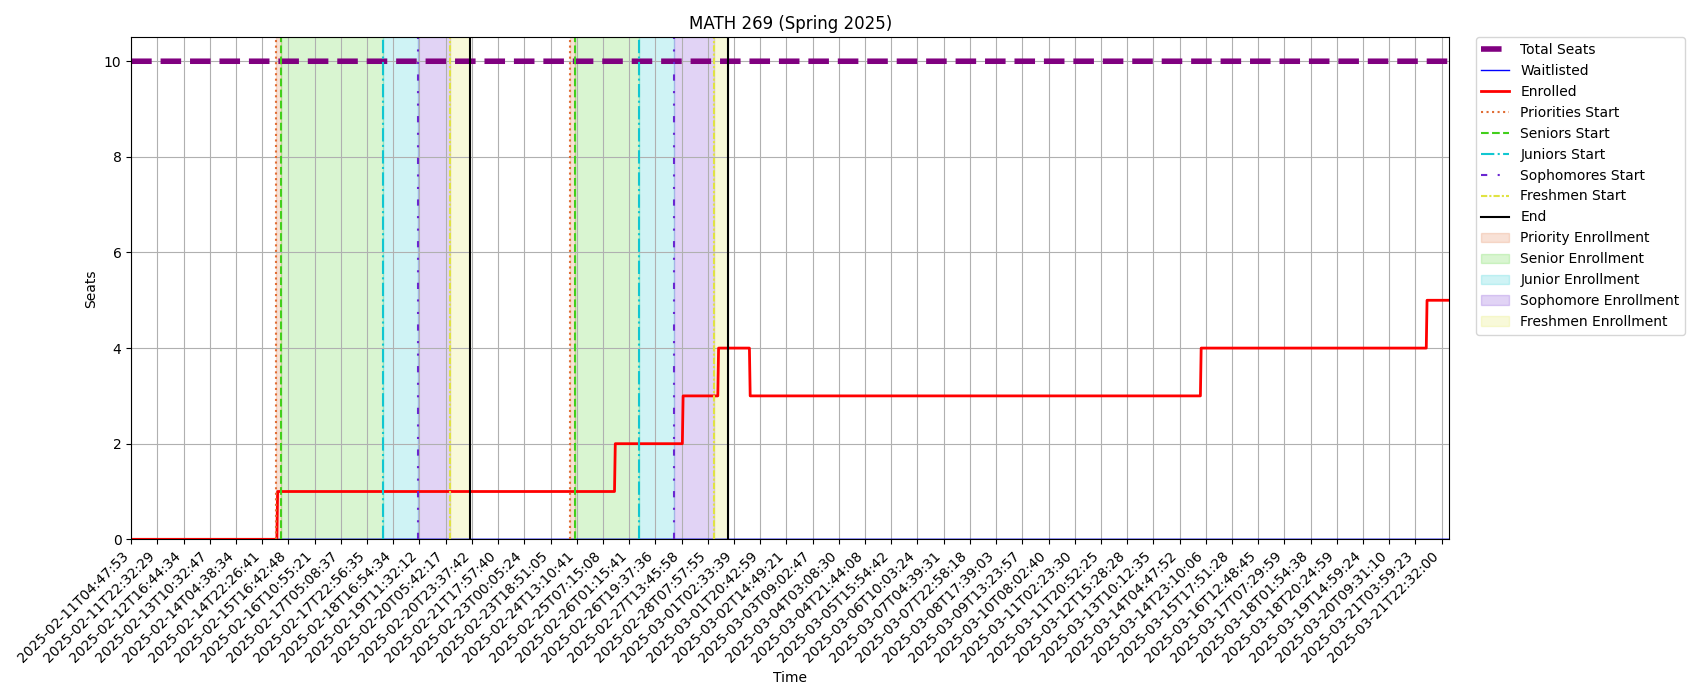 MATH 269 (Spring 2025)
Seats
10
8
6
4
2
0
2025-02-11T04:47:53
2025-02-11T22:32:29
2025-02-12T16:44:34
2025-02-13T10:32:47
2025-02-14T04:38:34
2025-02-14T22:26:41
2025-02-15T16:42:48
2025-02-16T10:55:21
2025-02-17T05:08:37
2025-02-17T22:56:35
2025-02-18T16:54:34
2025-02-19T11:32:12
2025-02-20T05:42:17
2025-02-20T23:37:42
2025-02-21T17:57:40
2025-02-23T00:05:24
2025-02-23T18:51:05
2025-02-24T13:10:41
2025-02-25T07:15:08
2025-02-26T01:15:41
2025-02-26T19:37:36
2025-02-27T13:45:58
2025-02-28T07:57:55
2025-03-01T02:33:39
2025-03-01T20:42:59
2025-03-02T14:49:21
2025-03-03T09:02:47
2025-03-04T03:08:30
2025-03-04T21:44:08
2025-03-05T15:54:42
2025-03-06T10:03:24
2025-03-07T04:39:31
2025-03-07T22:58:18
2025-03-08T17:39:03
2025-03-09T13:23:57
2025-03-10T08:02:40
2025-03-11T02:23:30
2025-03-11T20:52:25
2025-03-12T15:28:28
2025-03-13T10:12:35
2025-03-14T04:47:52
2025-03-14T23:10:06
2025-03-15T17:51:28
2025-03-16T12:48:45
2025-03-17T07:29:59
2025-03-18T01:54:38
2025-03-18T20:24:59
2025-03-19T14:59:24
2025-03-20T09:31:10
2025-03-21T03:59:23
2025-03-21T22:32:00
Time
Total Seats
Waitlisted
Enrolled
Priorities Start
Seniors Start
Juniors Start
Sophomores Start
Freshmen Start
End
Priority Enrollment
Senior Enrollment
Junior Enrollment
Sophomore Enrollment
Freshmen Enrollment